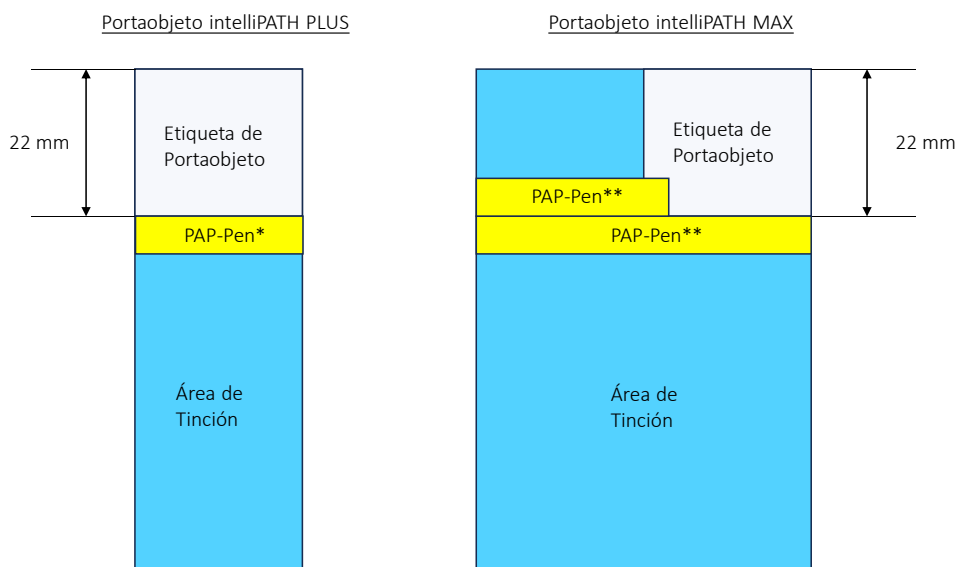 Portaobjeto intelliPATH PLUS
Portaobjeto intelliPATH MAX
22 mm
Etiqueta de
Portaobjeto
PAP-Pen*
Área de
Tinción
Etiqueta de
Portaobjeto
22 mm
PAP-Pen**
PAP-Pen**
Área de
Tinción